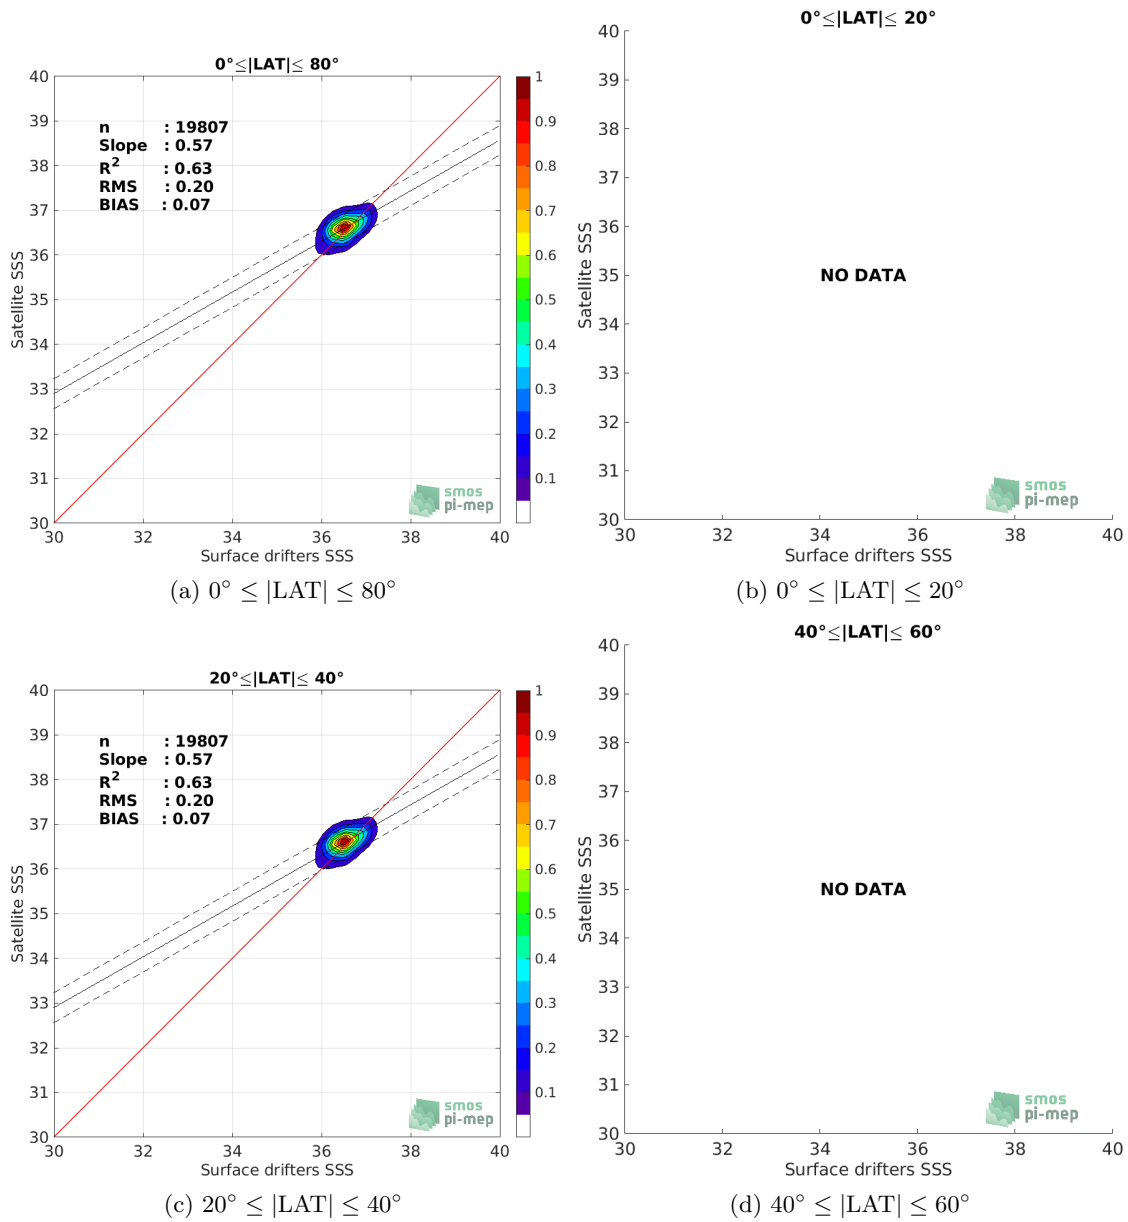 0°≤|LAT|≤ 80°
40
39
38
37
36
35
34
33
32
31
30
Satellite SSS
n : 19807
Slope : 0.57
R2 : 0.63
RMS : 0.20
BIAS : 0.07
1
0.9
0.8
0.7
0.6
0.5
0.4
0.3
0.2
0.1
smos
pi-mep
30 32 34 36 38 40
Surface drifters SSS
(a) 0° ≤ |LAT| ≤ 80°
0°≤|LAT|≤ 20°
40
39
38
37
36
35
34
33
32
31
30
Satellite SSS
NO DATA
smos
pi-mep
30 32 34 36 38 40
Surface drifters SSS
(b) 0° ≤ |LAT| ≤ 20°
20°≤|LAT|≤ 40°
40
39
38
37
36
35
34
33
32
31
30
Satellite SSS
n : 19807
Slope : 0.57
R2 : 0.63
RMS : 0.20
BIAS : 0.07
1
0.9
0.8
0.7
0.6
0.5
0.4
0.3
0.2
0.1
smos
pi-mep
30 32 34 36 38 40
Surface drifters SSS
(c) 20° ≤ |LAT| ≤ 40°
40°≤|LAT|≤ 60°
40
39
38
37
36
35
34
33
32
31
30
Satellite SSS
NO DATA
smos
pi-mep
30 32 34 36 38 40
Surface drifters SSS
(d) 40° ≤ |LAT| ≤ 60°